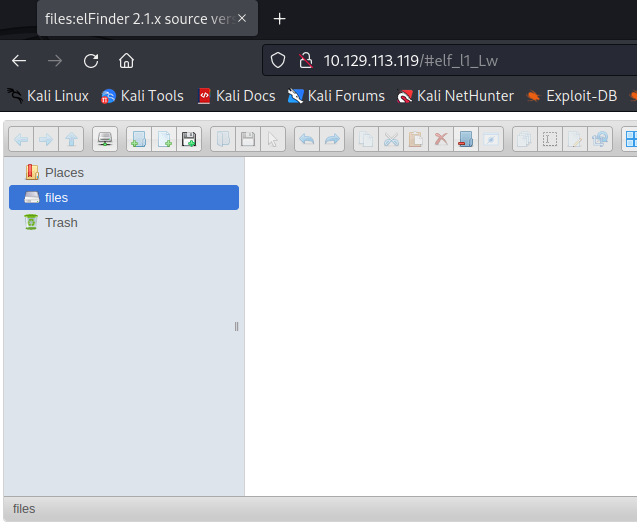 files:elFinder 2.1.x source vers
10.129.113.119/#elf_l1_Lw
Kali Linux Kali Tools Kali Docs Kali Forums Kali NetHunter Exploit-DB
Places
files
Trash
files